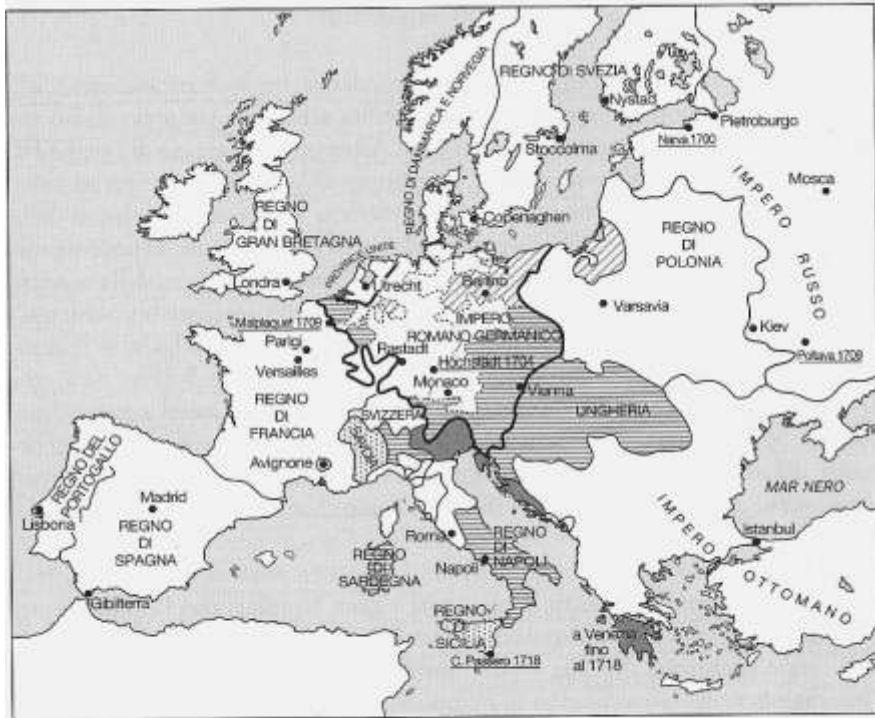 REGNO DI SVEZIA
REGNO DI DANIMARCA E NORVEGIA
Nystad
Pietroburgo
Narva 1700
Stoccolma
IMPERO RUSSO
Mosca
Copenaghen
REGNO
DI
GRAN BRETAGNA
Londra
PROVINCE UNITE
Utrecht
Berlino
REGNO
DI
POLONIA
Varsavia
Kiev
Poltava 1709
IMPERO
ROMANO GERMANICO
Malplaquet 1709
Parigi
Versailles
Rastadt
Höchstädt 1704
Monaco
Vienna
UNGHERIA
REGNO
DI
FRANCIA
SVIZZERA
SAVOIA
Avignone
REGNO DEL
PORTOGALLO
Lisbona
Madrid
REGNO
DI
SPAGNA
Gibilterra
Roma
Napoli
REGNO
DI
NAPOLI
REGNO
DI
SARDEGNA
REGNO
DI
SICILIA
C. Passero 1718
a Venezia
fino
al 1718
MAR NERO
Istanbul
IMPERO
OTTOMANO